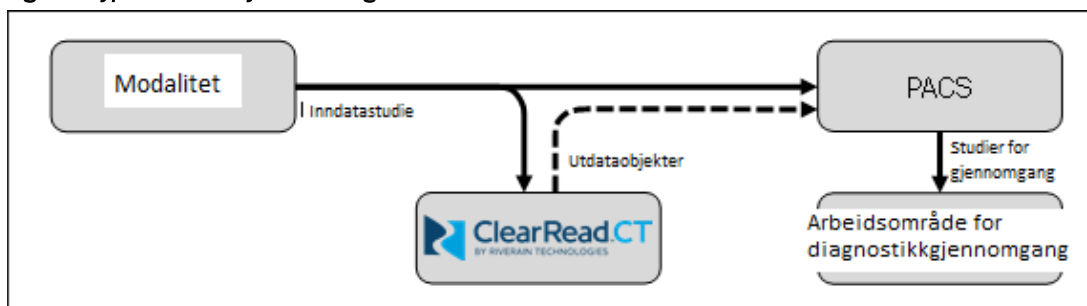 Modalitet
PACS
I Inndatastudie
Utdataobjekter
Studier for
gjennomgang
ClearRead.CT
BY RIVERAIN TECHNOLOGIES
Arbeidsområde for
diagnostikkgjennomgang